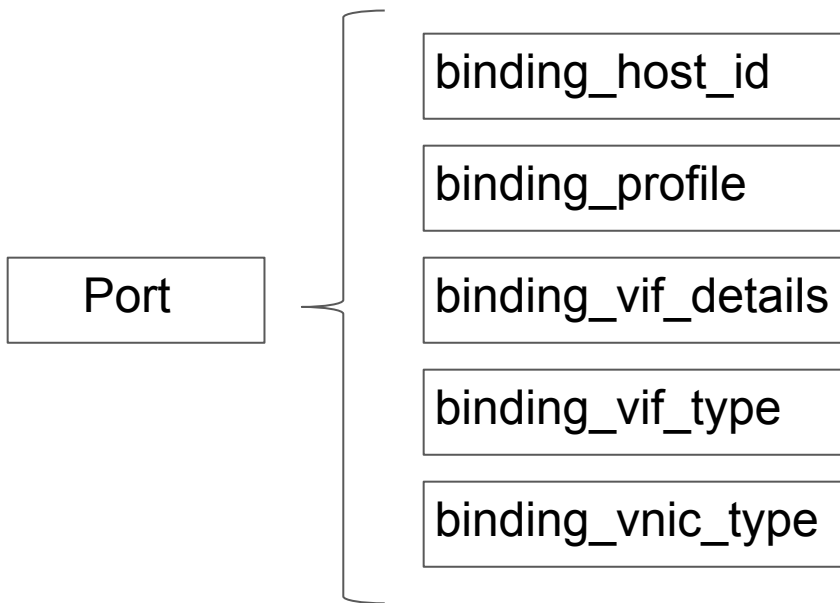 Port
binding_host_id
binding_profile
binding_vif_details
binding_vif_type
binding_vnic_type